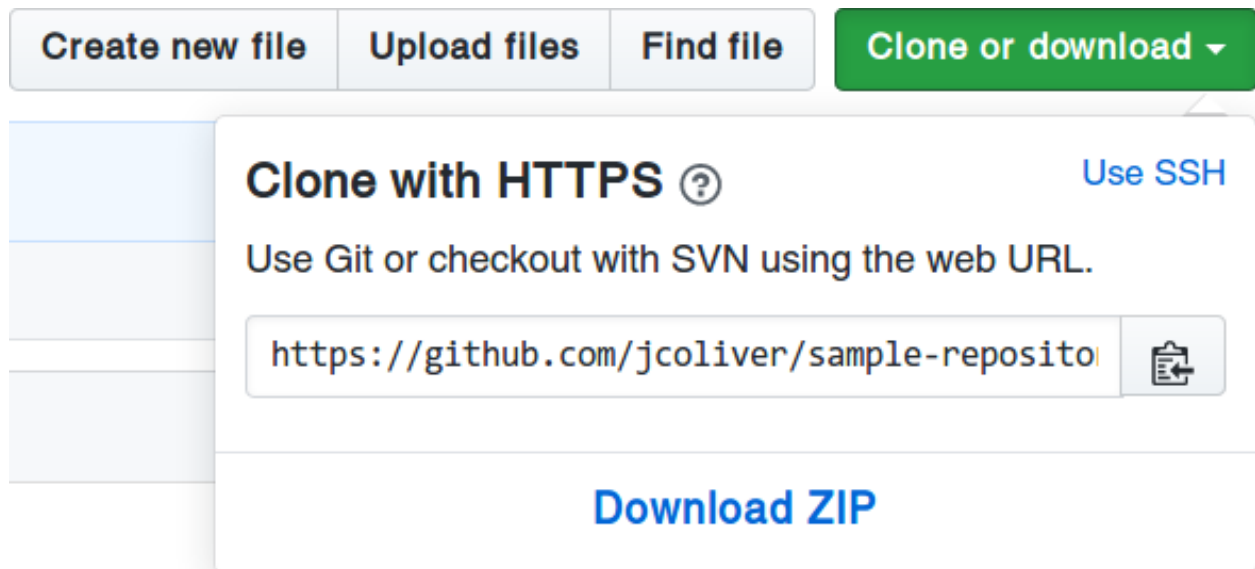 Create new file Upload files Find file Clone or download
Clone with HTTPS ? Use SSH
Use Git or checkout with SVN using the web URL.
https://github.com/jcoliver/sample-reposito
Download ZIP